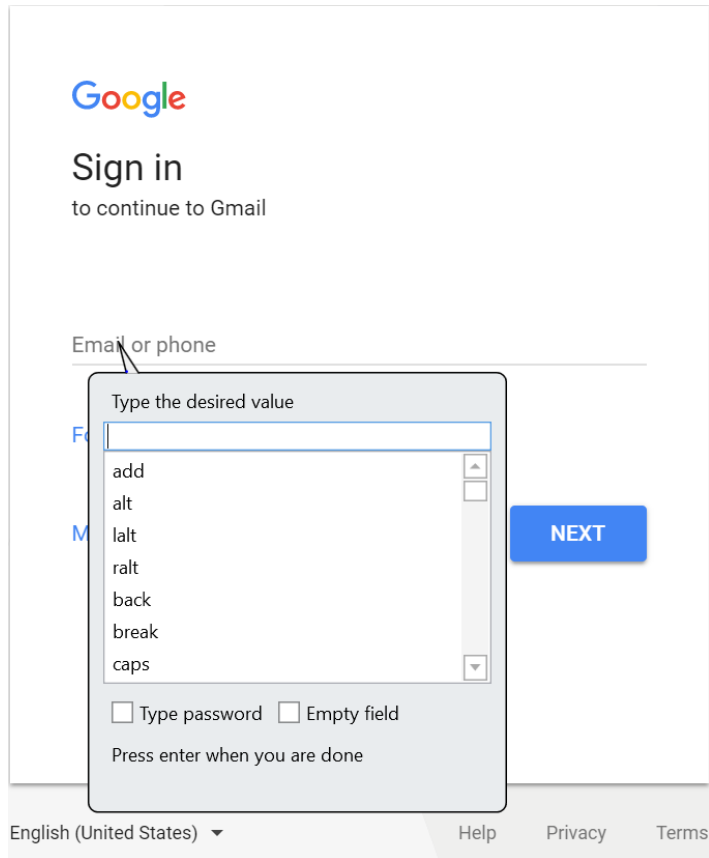 Google
Sign in
to continue to Gmail
Email or phone
Type the desired value
add
alt
lalt
ralt
back
break
caps
NEXT
Type password Empty field
Press enter when you are done
English (United States) Help Privacy Terms